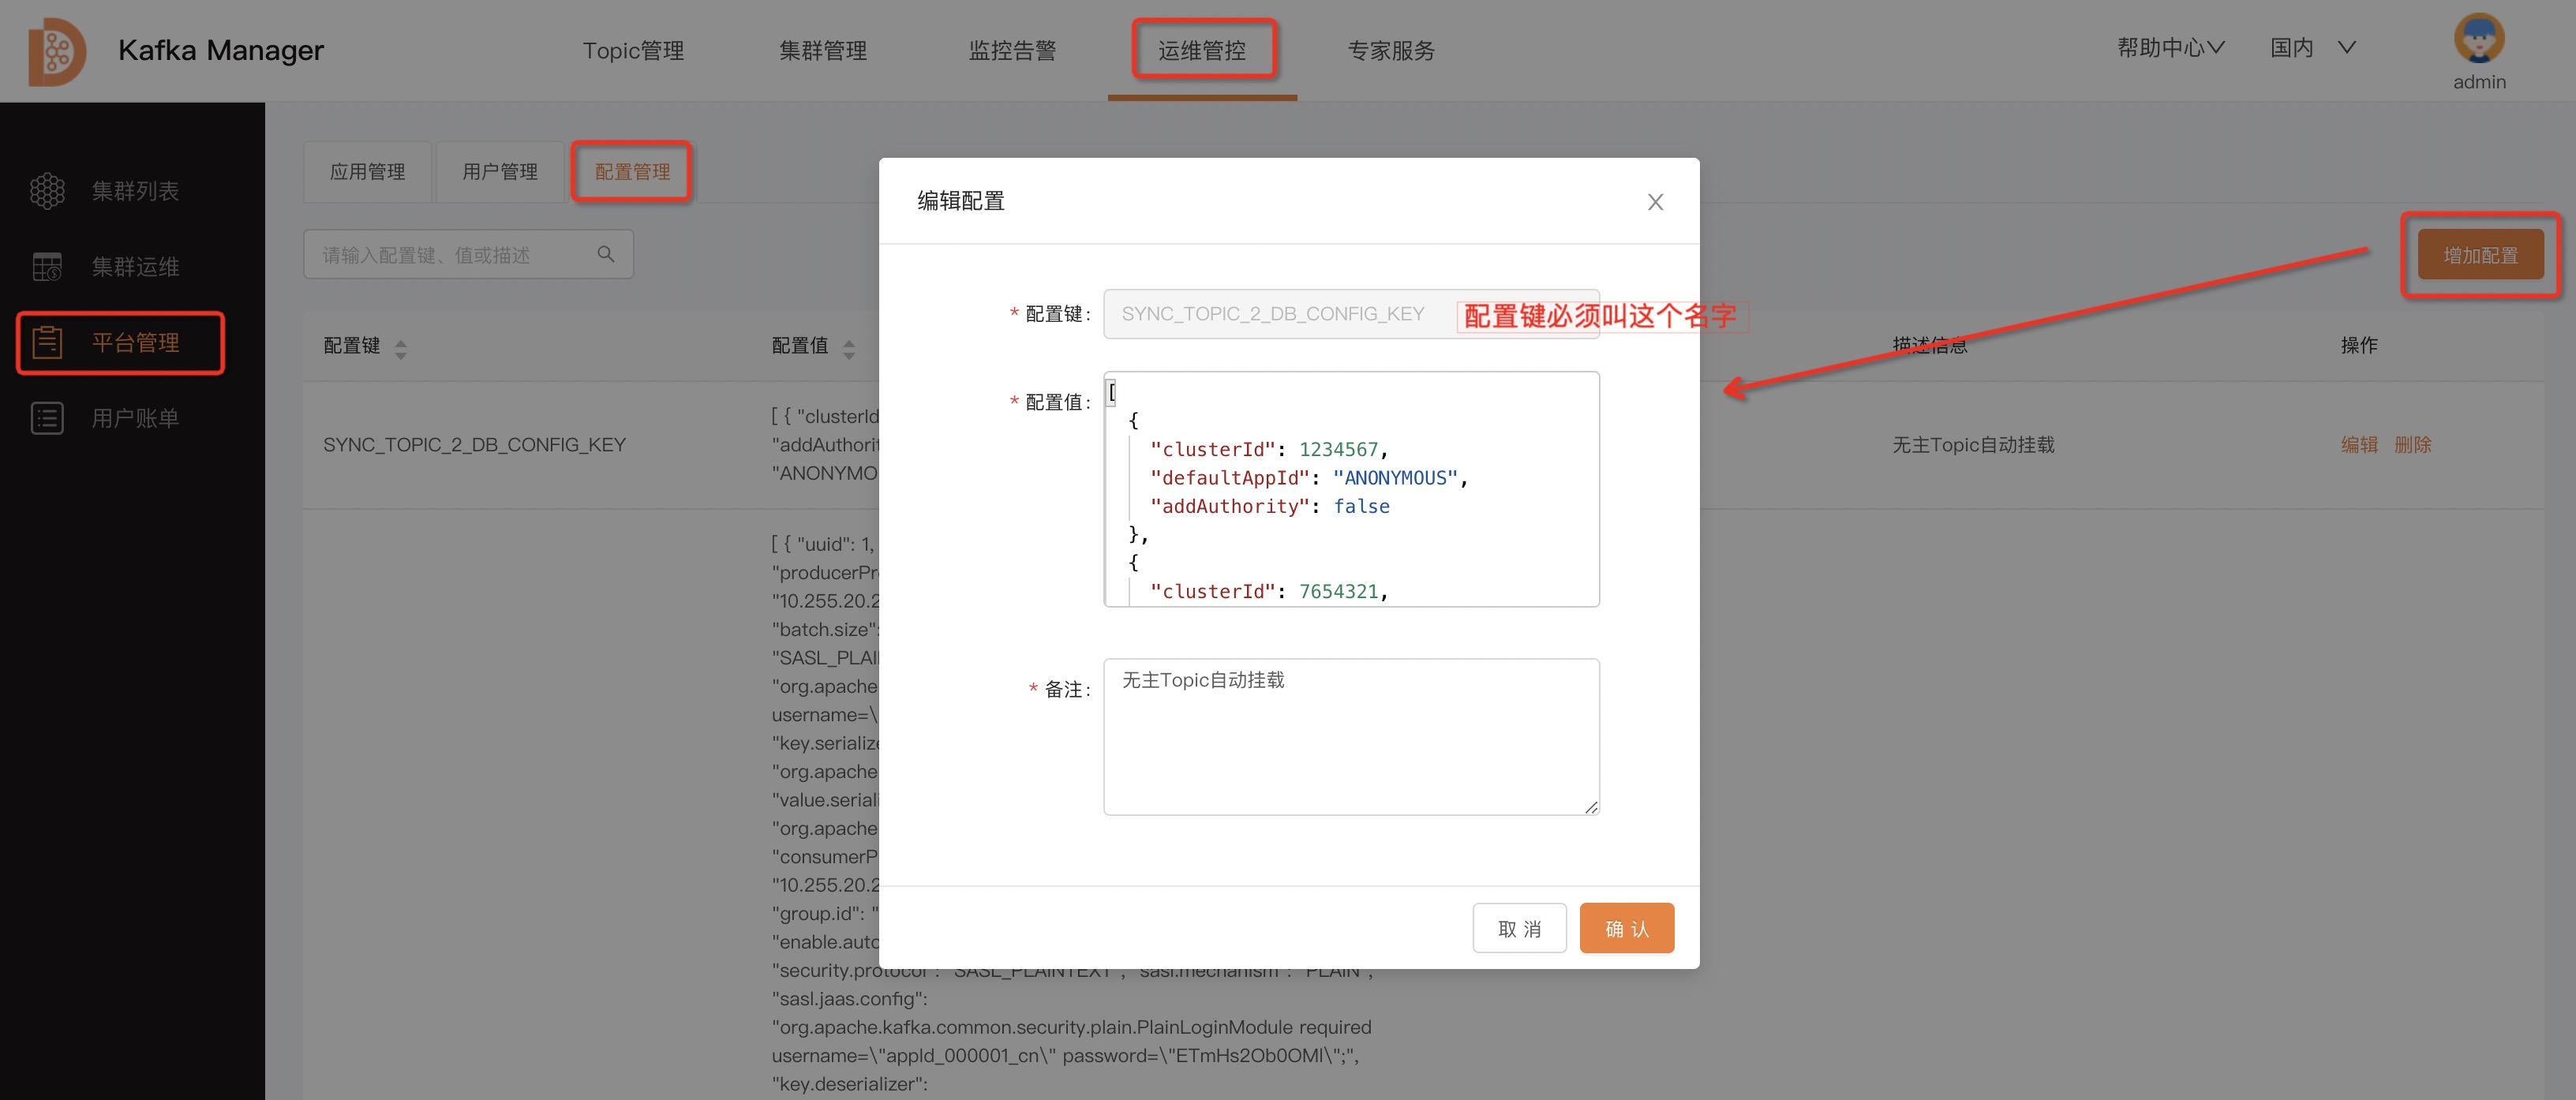 Kafka Manager
Topic管理
集群管理
监控告警
运维管控
专家服务
帮助中心
国内
admin
集群列表
集群运维
平台管理
用户账单
应用管理
用户管理
配置管理
请输入配置键、值或描述
增加配置
配置键
配置值
描述信息
操作
SYNC_TOPIC_2_DB_CONFIG_KEY
[ { "clusterId
"addAuthorit
"ANONYMO
无主Topic自动挂载
编辑 删除
[ { "uuid": 1,
"producerPr
"10.255.20.2
"batch.size":
"SASL_PLAI
"org.apache
username=\
"key.serialize
"org.apache
"value.seriali
"org.apache
"consumerP
"10.255.20.2
"group.id": "
"enable.auto
"security.protocol": "SASL_PLAINTEXT", "sasl.mechanism": "PLAIN",
"sasl.jaas.config":
"org.apache.kafka.common.security.plain.PlainLoginModule required
username=\"appId_000001_cn\" password=\"ETmHs2Ob0OMl\";",
"key.deserializer":
编辑配置
* 配置键:
SYNC_TOPIC_2_DB_CONFIG_KEY
配置键必须叫这个名字
* 配置值:
[
{
"clusterId": 1234567,
"defaultAppId": "ANONYMOUS",
"addAuthority": false
},
{
"clusterId": 7654321,
* 备注:
无主Topic自动挂载
取 消
确 认